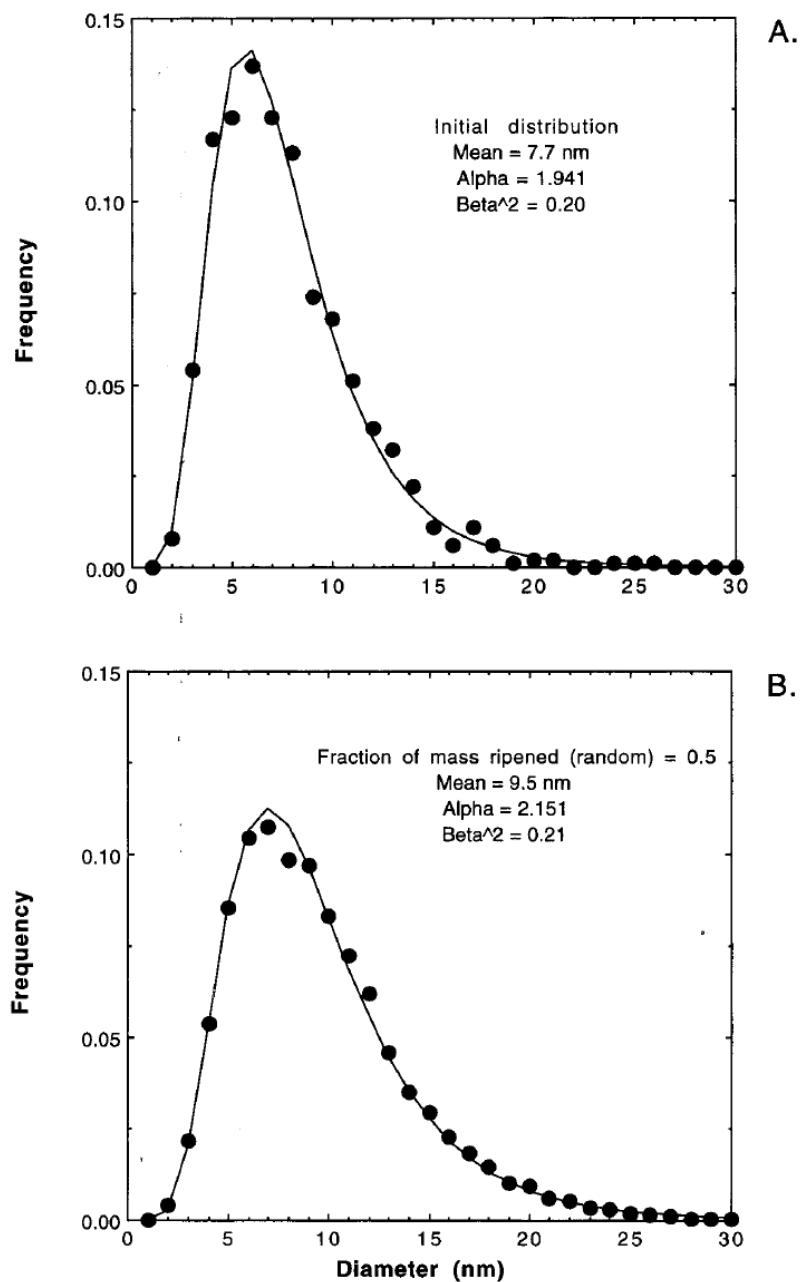 A.
0.15
Initial distribution
Mean = 7.7 nm
Alpha = 1.941
Beta^2 = 0.20
0.10
Frequency
0.05
0.00
0 5 10 15 20 25 30
B.
0.15
Fraction of mass ripened (random) = 0.5
Mean = 9.5 nm
Alpha = 2.151
Beta^2 = 0.21
0.10
Frequency
0.05
0.00
0 5 10 15 20 25 30
Diameter (nm)